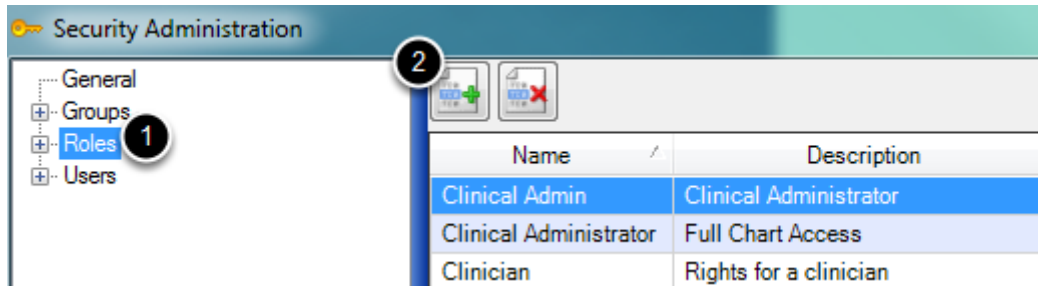 Security Administration
General
Groups
Roles
Users
1
2
Name Description
Clinical Admin Clinical Administrator
Clinical Administrator Full Chart Access
Clinician Rights for a clinician